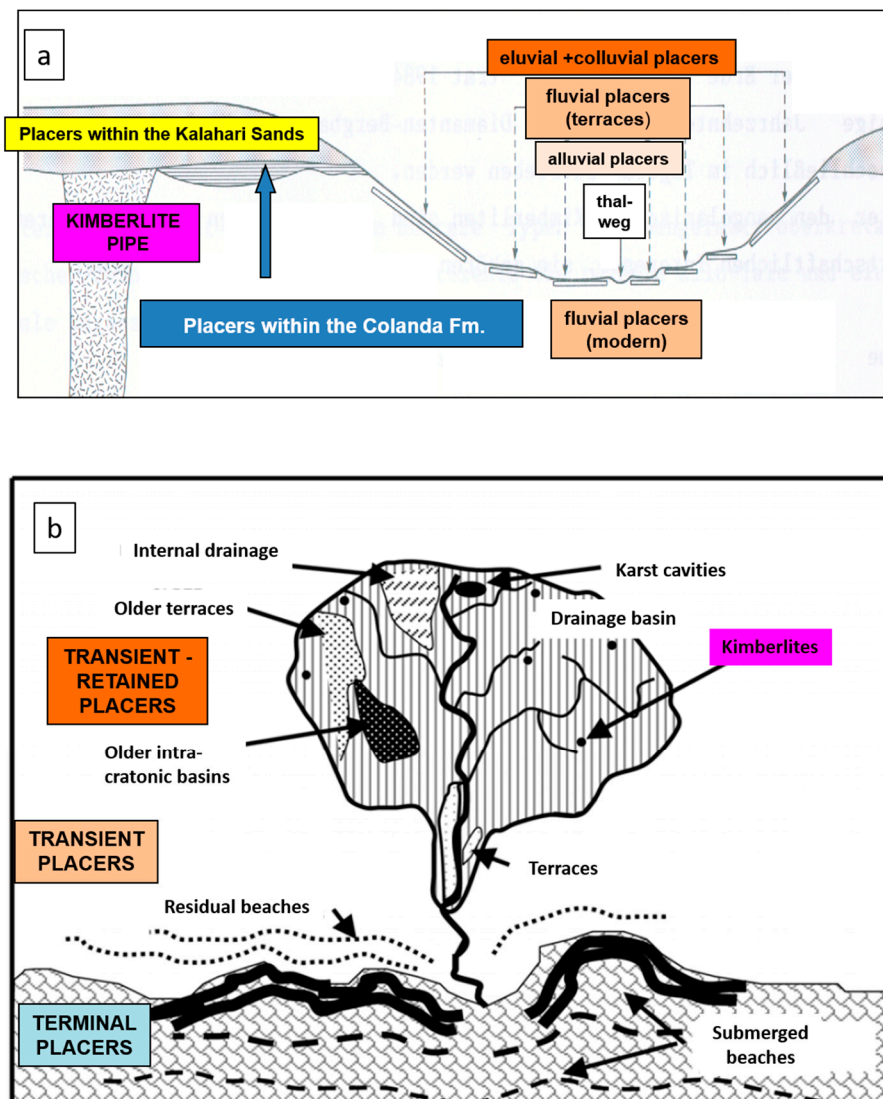 a
eluvial +colluvial placers
fluvial placers
(terraces)
alluvial placers
thal-
weg
Placers within the Kalahari Sands
KIMBERLITE
PIPE
Placers within the Colanda Fm.
fluvial placers
(modern)
b
Internal drainage
Karst cavities
Older terraces
Drainage basin
TRANSIENT -
RETAINED
PLACERS
Kimberlites
Older intra-
cratonic basins
TRANSIENT
PLACERS
Terraces
Residual beaches
TERMINAL
PLACERS
Submerged
beaches